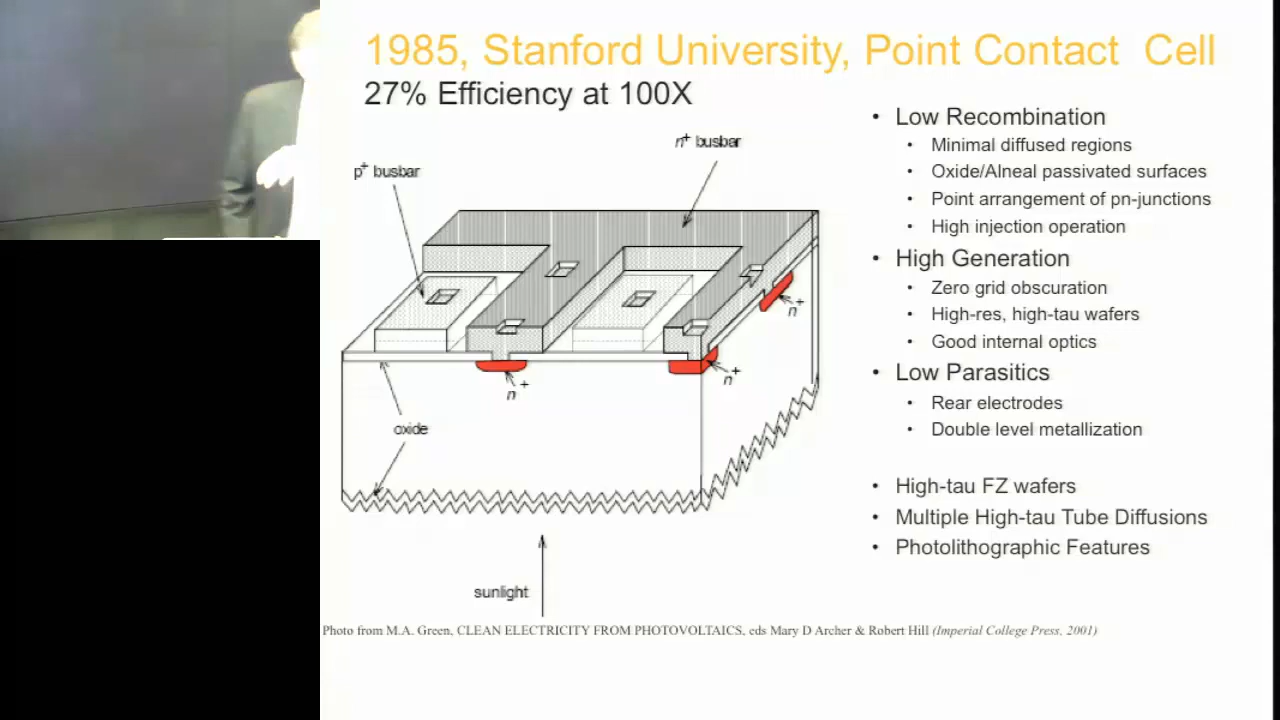 1985, Stanford University, Point Contact Cell
27% Efficiency at 100X
n+ busbar
p+ busbar
n+
n+
n+
oxide
sunlight
• Low Recombination
• Minimal diffused regions
• Oxide/Alneal passivated surfaces
• Point arrangement of pn-junctions
• High injection operation
• High Generation
• Zero grid obscuration
• High-res, high-tau wafers
• Good internal optics
• Low Parasitics
• Rear electrodes
• Double level metallization
• High-tau FZ wafers
• Multiple High-tau Tube Diffusions
• Photolithographic Features
Photo from M.A. Green, CLEAN ELECTRICITY FROM PHOTOVOLTAICS, eds Mary D Archer & Robert Hill (Imperial College Press, 2001)